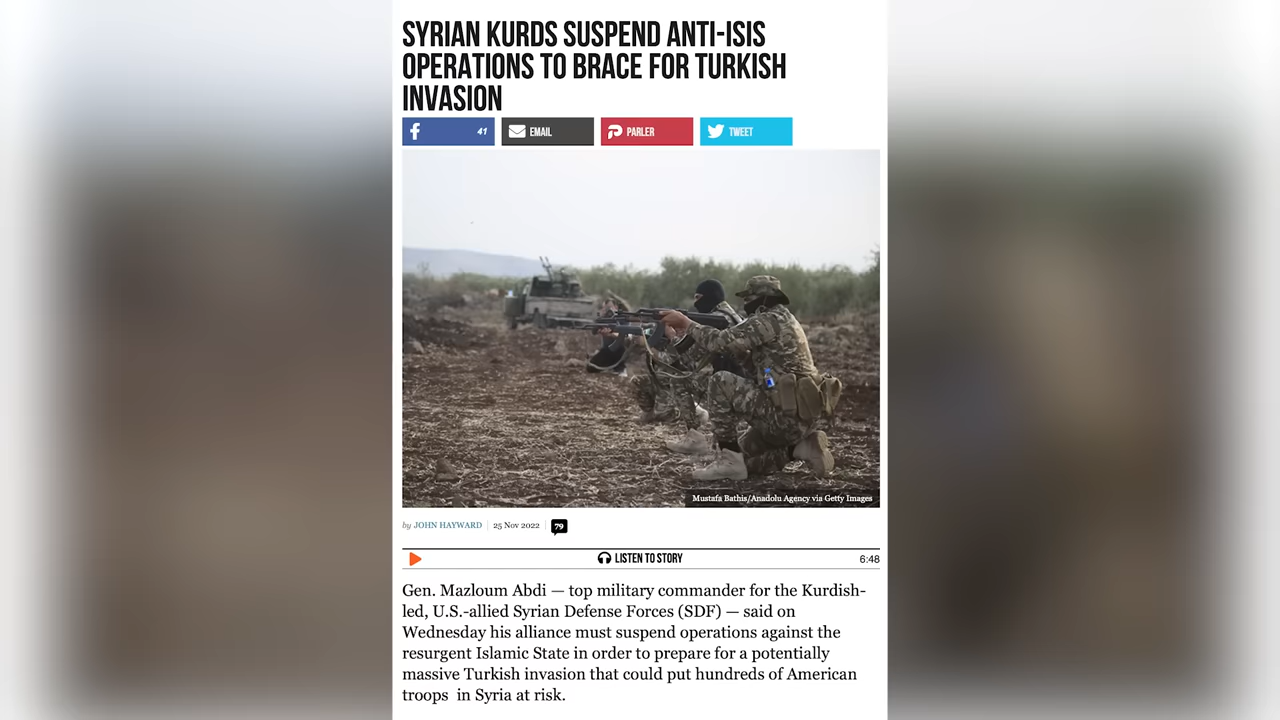 SYRIAN KURDS SUSPEND ANTI-ISIS
OPERATIONS TO BRACE FOR TURKISH
INVASION
41
EMAIL
PARLER
TWEET
Mustafa Bathis/Anadolu Agency via Getty Images
by JOHN HAYWARD 25 Nov 2022 79
LISTEN TO STORY 6:48
Gen. Mazloum Abdi — top military commander for the Kurdish-
led, U.S.-allied Syrian Defense Forces (SDF) — said on
Wednesday his alliance must suspend operations against the
resurgent Islamic State in order to prepare for a potentially
massive Turkish invasion that could put hundreds of American
troops in Syria at risk.